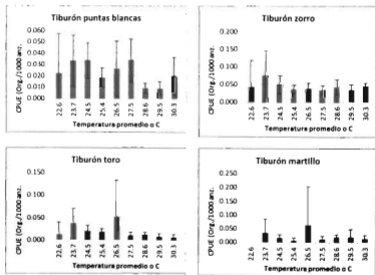 Tiburón puntas blancas
CPUE (Org./1000 anz.
0.060
0.050
0.040
0.030
0.020
0.010
0.000
22.6 23.7 24.5 25.4 26.5 27.5 28.6 29.5 30.3
Temperatura promedio o C
Tiburón zorro
CPUE (Org./1000 anz.
0.200
0.150
0.100
0.050
0.000
22.6 23.7 24.5 25.4 26.5 27.5 28.6 29.5 30.3
Temperatura promedio o C
Tiburón toro
CPUE (Org./1000 anz.
0.150
0.100
0.050
0.000
22.6 23.7 24.5 25.4 26.5 27.5 28.6 29.5 30.3
Temperatura promedio o C
Tiburón martillo
CPUE (Org./1000 anz.
0.250
0.200
0.150
0.100
0.050
0.000
22.6 23.7 24.5 25.4 26.5 27.5 28.6 29.5 30.3
Temperatura promedio o C